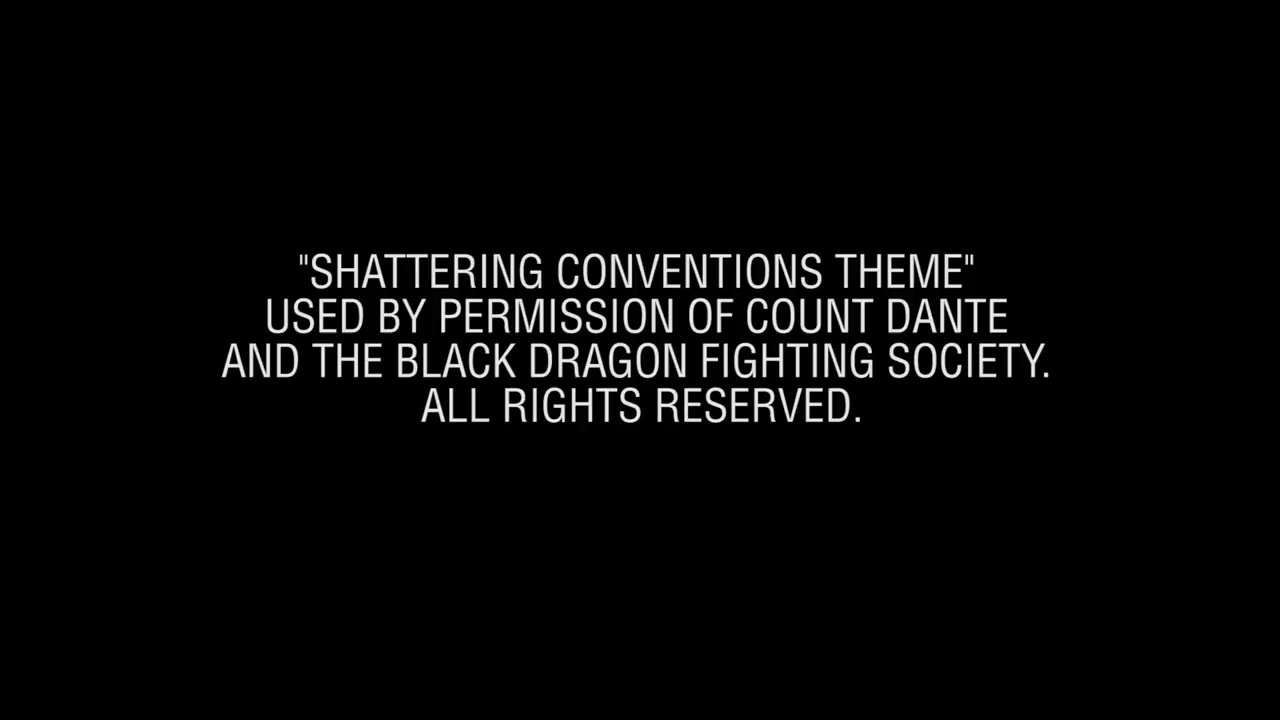 "SHATTERING CONVENTIONS THEME"
USED BY PERMISSION OF COUNT DANTE
AND THE BLACK DRAGON FIGHTING SOCIETY.
ALL RIGHTS RESERVED.